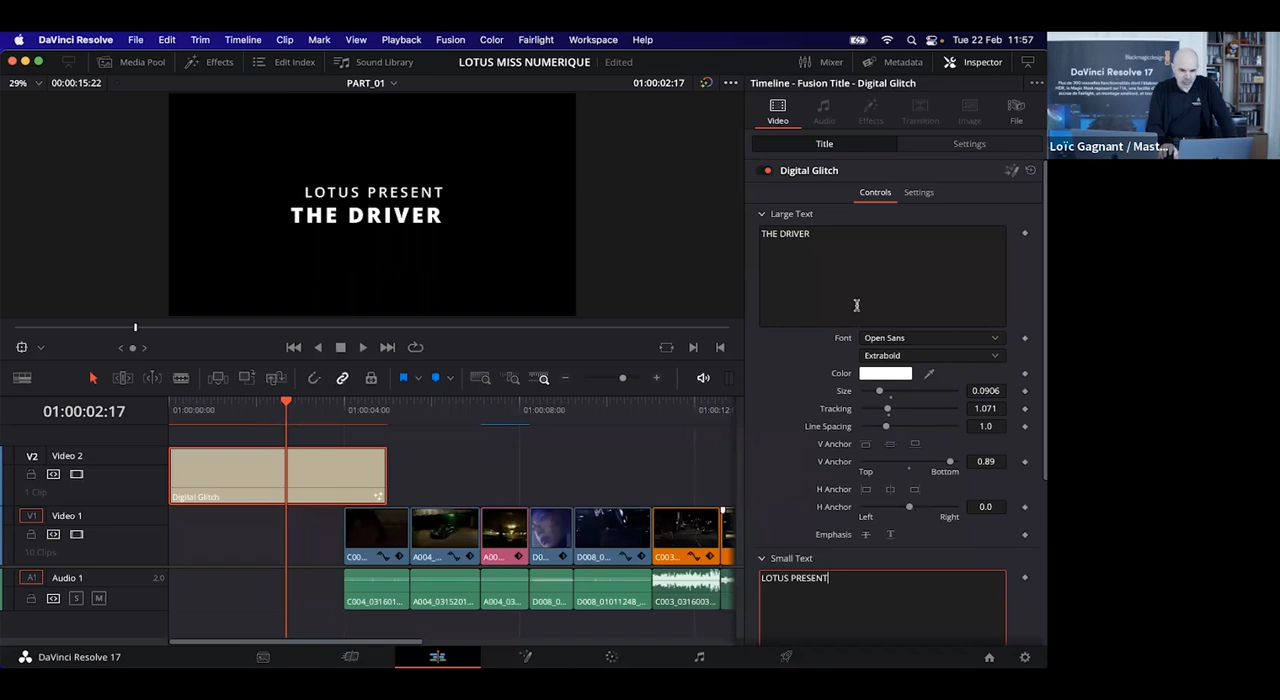 DaVinci Resolve File Edit Trim Timeline Clip Mark View Playback Fusion Color Fairlight Workspace Help Tue 22 Feb 11:57
Media Pool Effects Edit Index Sound Library LOTUS MISS NUMERIQUE Edited Mixer Metadata Inspector
29% 00:00:15:22 PART_01 01:00:02:17 Timeline - Fusion Title - Digital Glitch
Video Audio Effects Transition Image File
Title Settings
Digital Glitch
Controls Settings
Large Text
THE DRIVER
LOTUS PRESENT
THE DRIVER
Font Open Sans
Extrabold
Color
Size 0.0906
Tracking 1.071
Line Spacing 1.0
V Anchor
V Anchor 0.89
Top Bottom
H Anchor
H Anchor 0.0
Left Right
Emphasis T T
Small Text
LOTUS PRESENT
01:00:02:17 01:00:00:00 01:00:04:00 01:00:08:00 01:00:12:
V2 Video 2
1 Clip
Digital Glitch
V1 Video 1
10 Clips
C00... A004_... A00... D0... D008_0... C003...
A1 Audio 1 2.0
S M
C004_031601... A004_0315201... A004_03... D008_0... D008_01011248_... C003_0316003...
DaVinci Resolve 17
Blackmagicdesign
DaVinci Resolve 17
Loïc Gagnant / Mast...